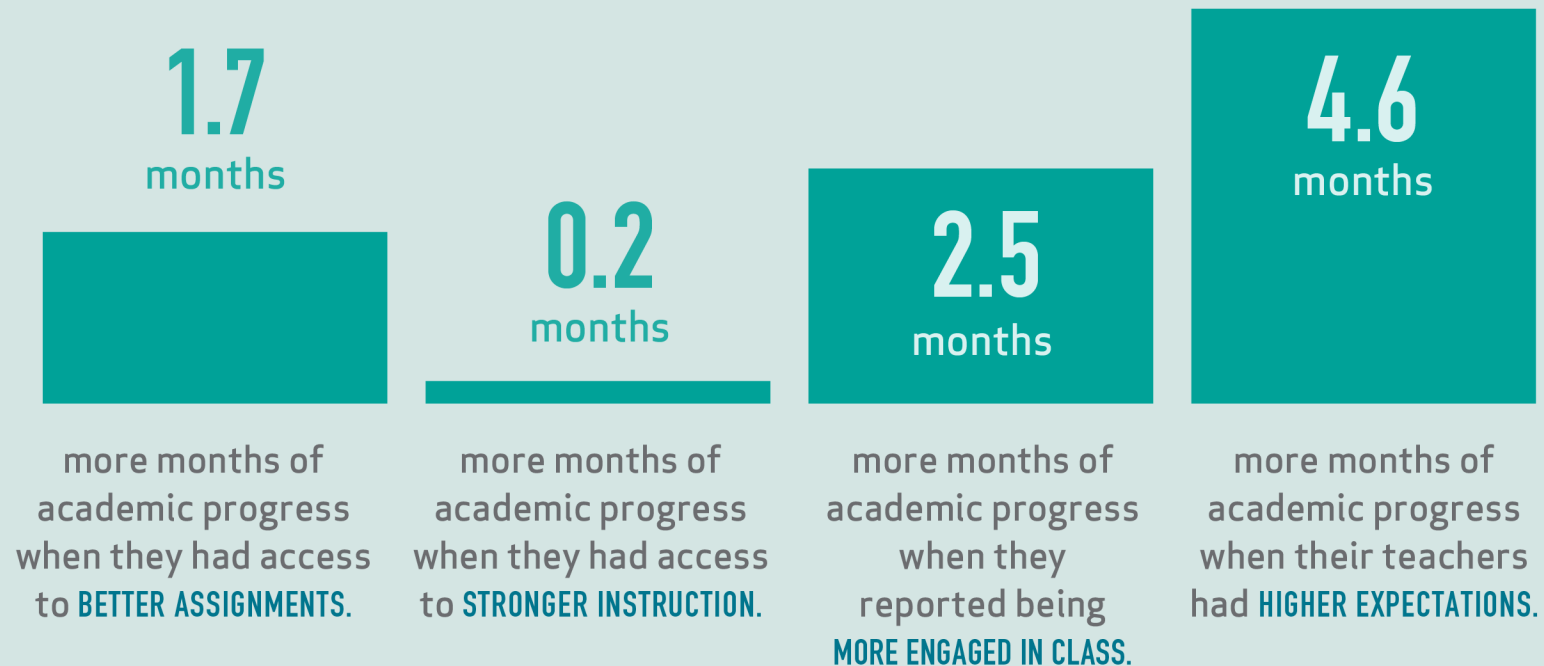 1.7
months
more months of
academic progress
when they had access
to BETTER ASSIGNMENTS.
0.2
months
more months of
academic progress
when they had access
to STRONGER INSTRUCTION.
2.5
months
more months of
academic progress
when they
reported being
MORE ENGAGED IN CLASS.
4.6
months
more months of
academic progress
when their teachers
had HIGHER EXPECTATIONS.